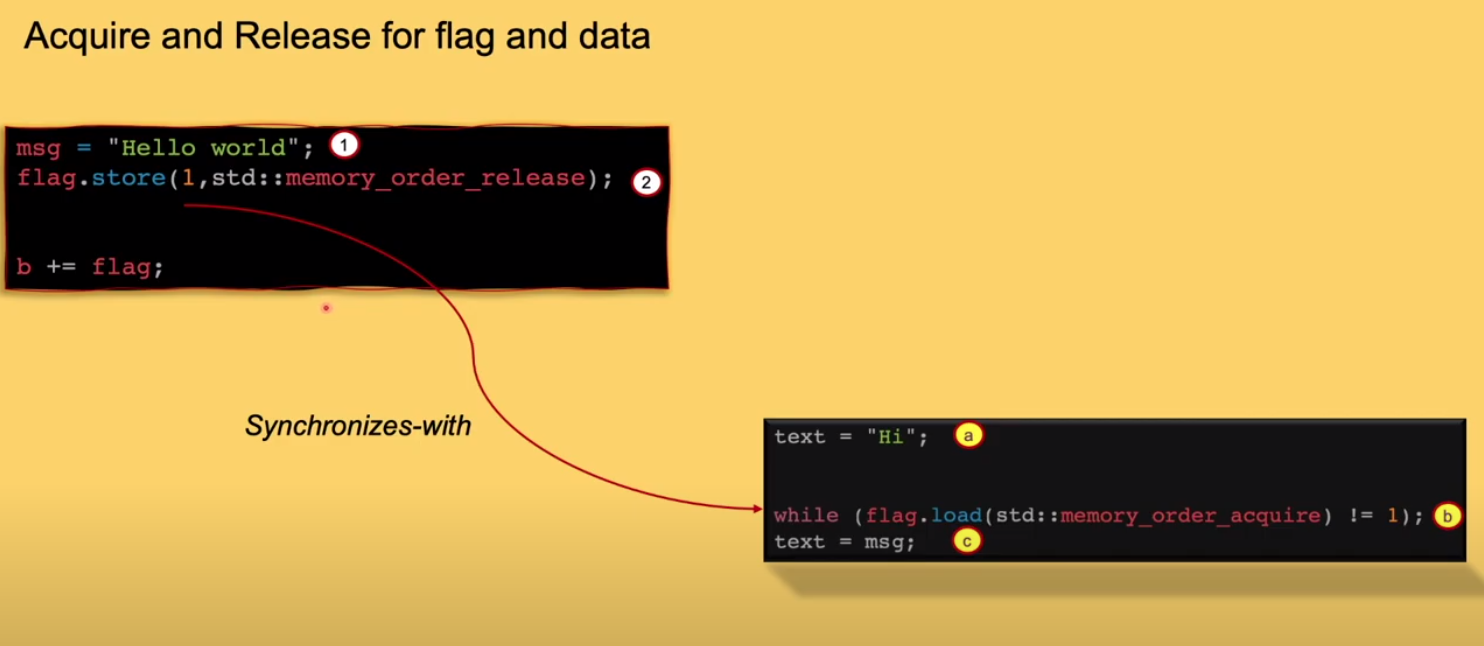 Acquire and Release for flag and data
msg = "Hello world"; 1
flag.store(1,std::memory_order_release); 2
b += flag;
Synchronizes-with
text = "Hi"; a
while (flag.load(std::memory_order_acquire) != 1); b
text = msg; c